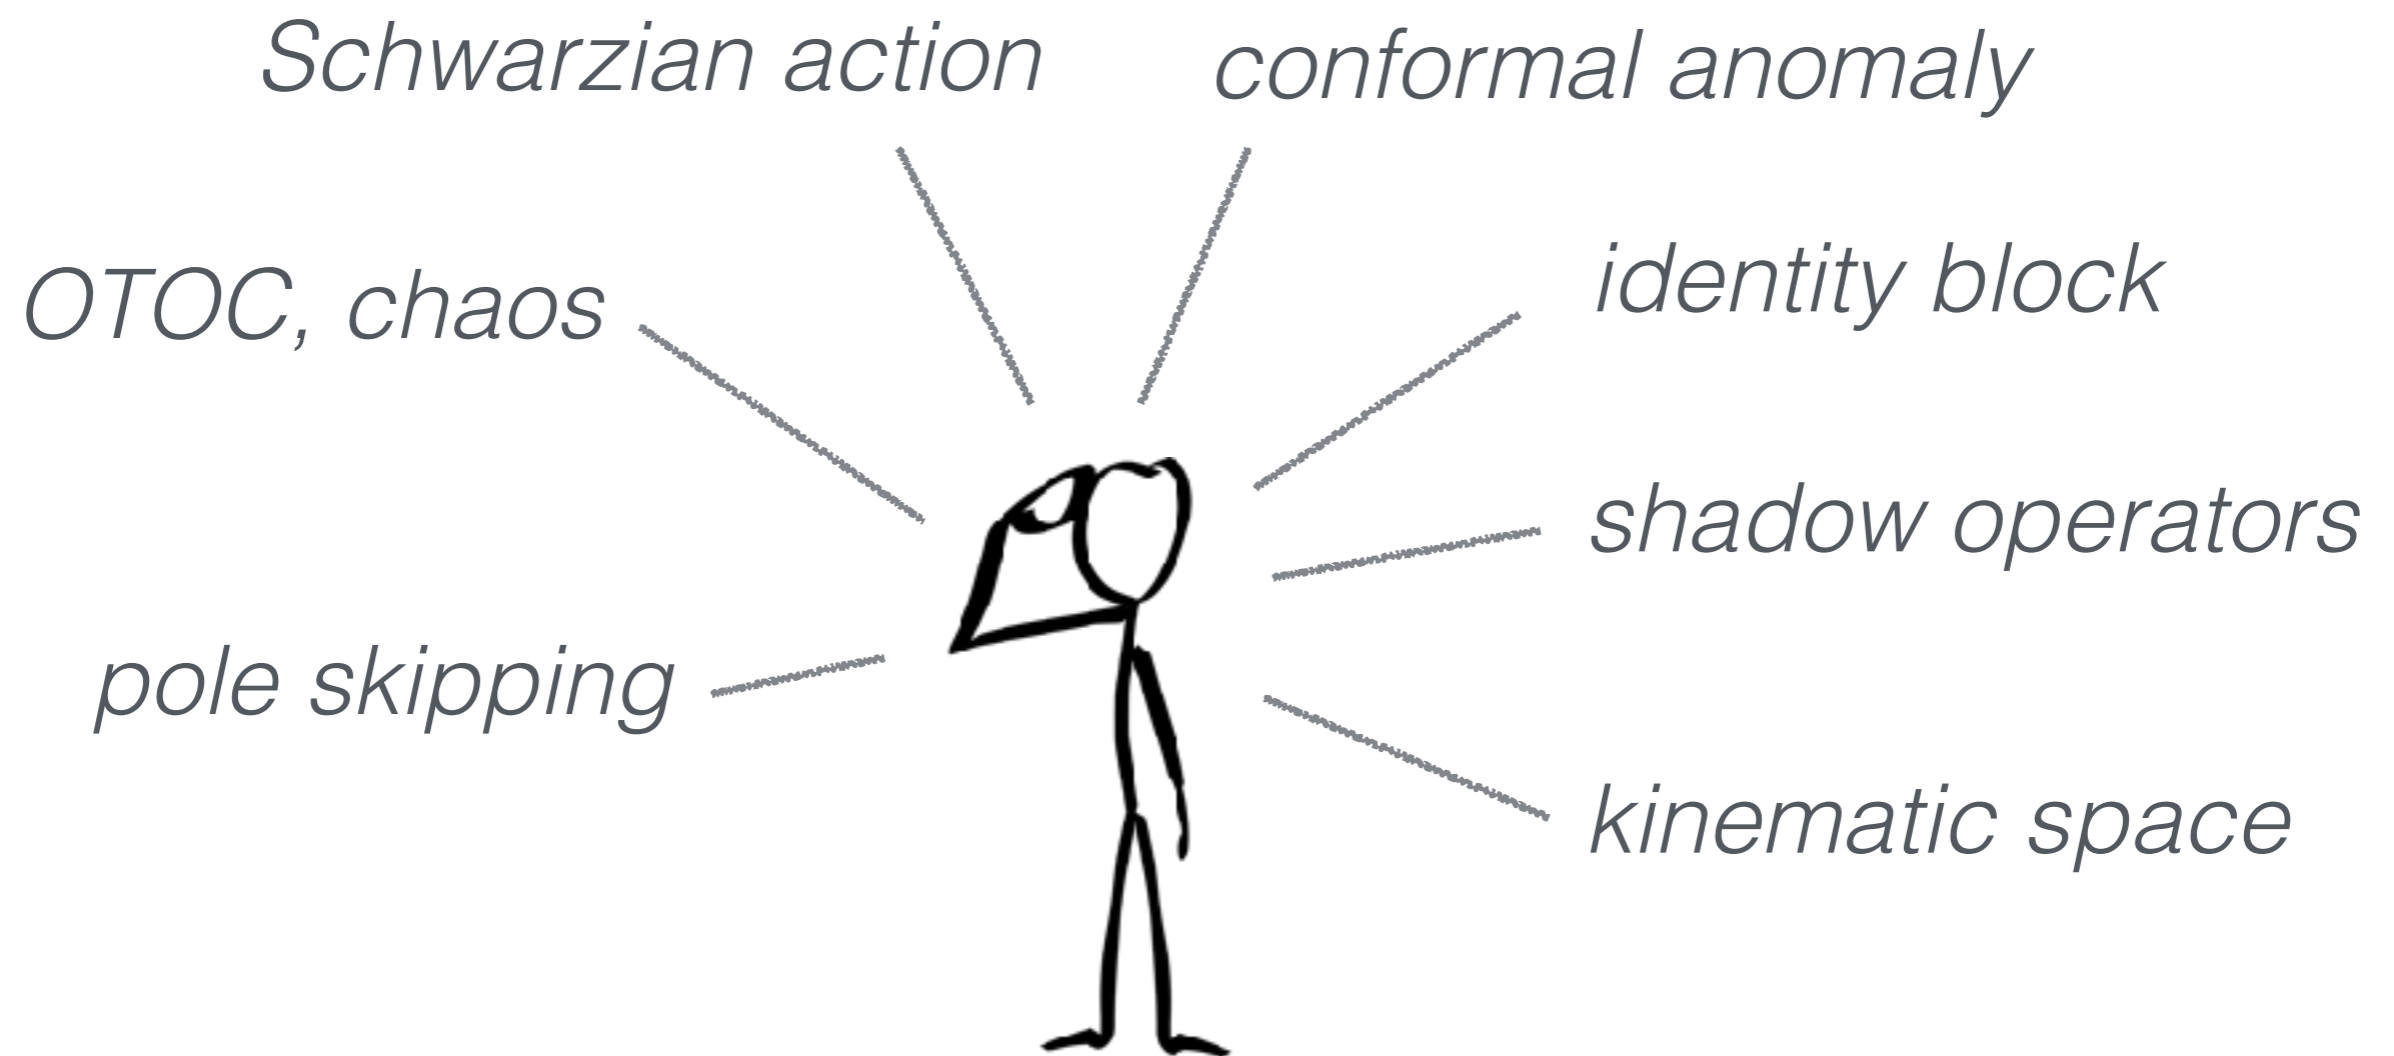 Schwarzian action
conformal anomaly
OTOC, chaos
identity block
shadow operators
pole skipping
kinematic space